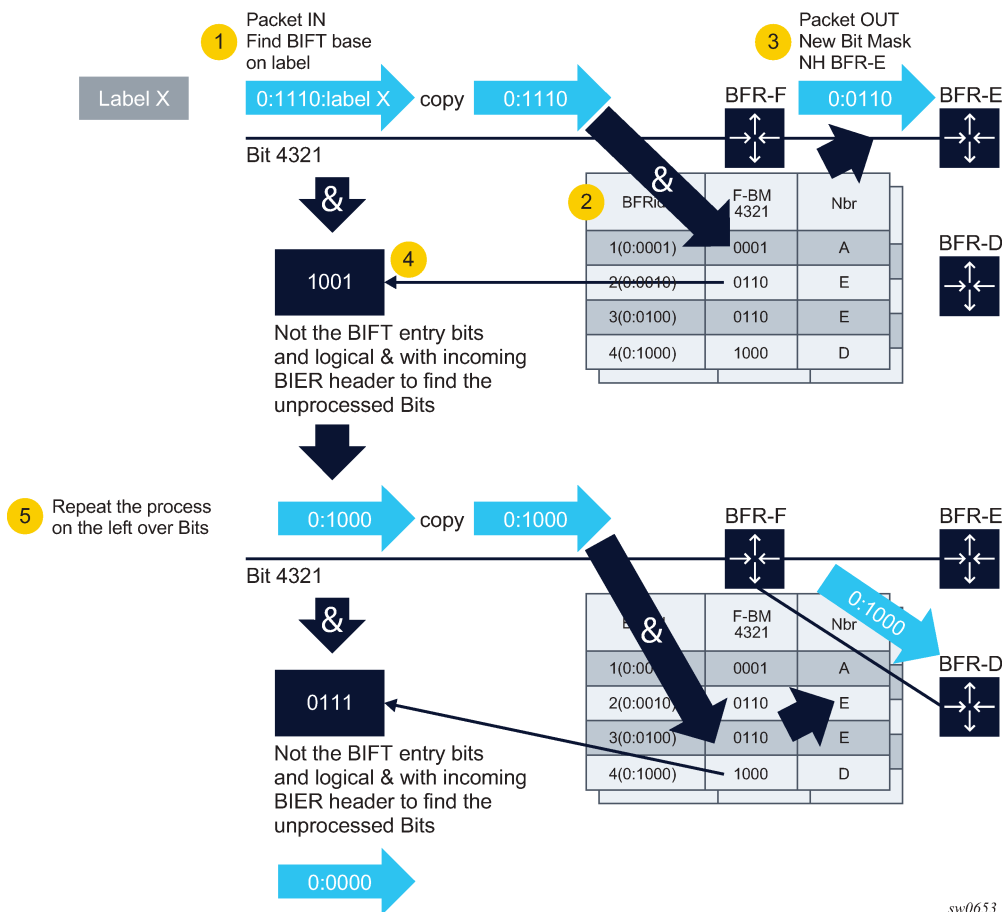 1
Packet IN
Find BIFT base
on label
3
Packet OUT
New Bit Mask
NH BFR-E
Label X
0:1110:label X
copy
0:1110
BFR-F
0:0110
BFR-E
Bit 4321
&
&
2
BFRid
F-BM
4321
Nbr
1(0:0001)
0001
A
2(0:0010)
0110
E
3(0:0100)
0110
E
4(0:1000)
1000
D
BFR-D
1001
4
Not the BIFT entry bits
and logical & with incoming
BIER header to find the
unprocessed Bits
5
Repeat the process
on the left over Bits
0:1000
copy
0:1000
BFR-F
BFR-E
Bit 4321
&
&
F-BM
4321
Nbr
0:1000
1(0:00
0001
A
2(0:0010)
0110
E
3(0:0100)
0110
E
4(0:1000)
1000
D
BFR-D
0111
Not the BIFT entry bits
and logical & with incoming
BIER header to find the
unprocessed Bits
0:0000
sw0653